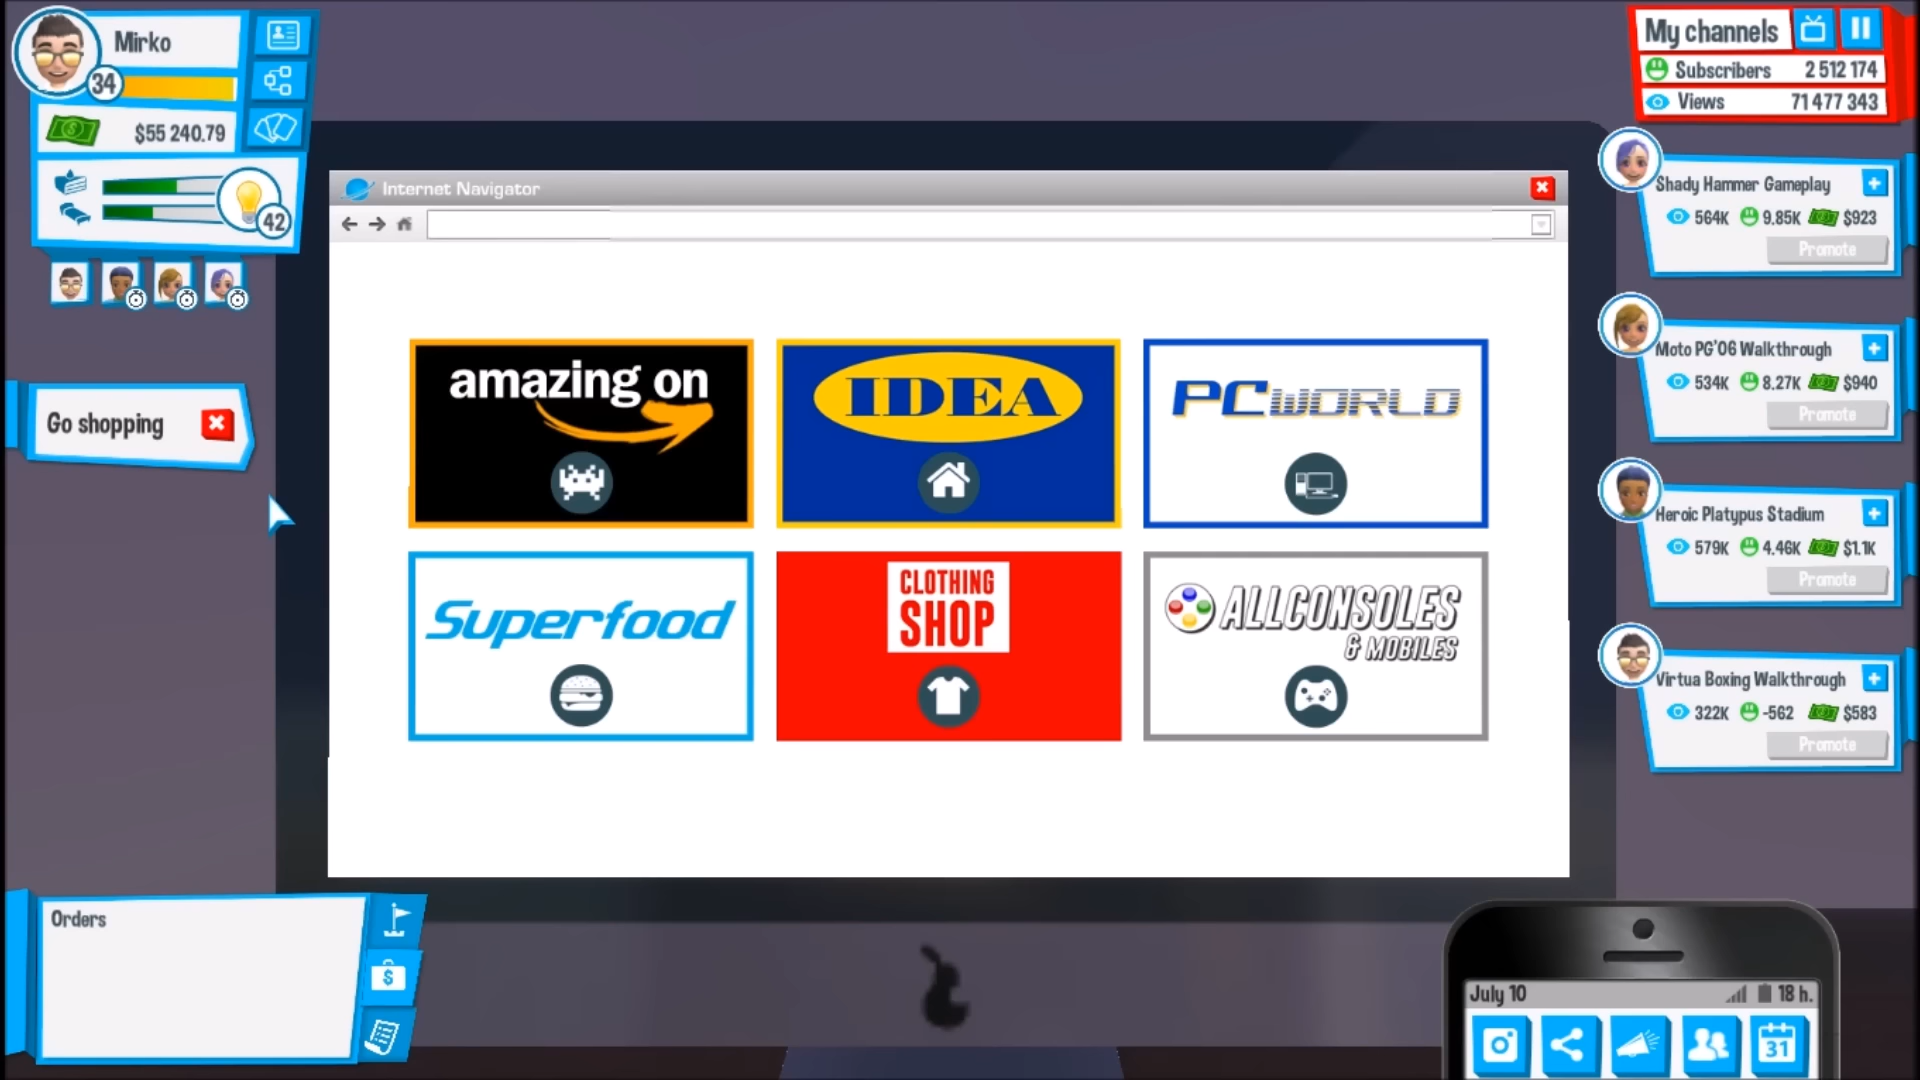 Mirko
34
$55 240.79
42
Go shopping
Orders
Internet Navigator
amazing on
IDEA
PCWORLD
Superfood
CLOTHING
SHOP
ALLCONSOLES
& MOBILES
My channels
Subscribers 2 512 174
Views 71 477 343
Shady Hammer Gameplay
564K 9.85K $923
Promote
Moto PG'06 Walkthrough
534K 8.27K $940
Promote
Heroic Platypus Stadium
579K 4.46K $1.1K
Promote
Virtua Boxing Walkthrough
322K -562 $583
Promote
July 10 18 h.
31